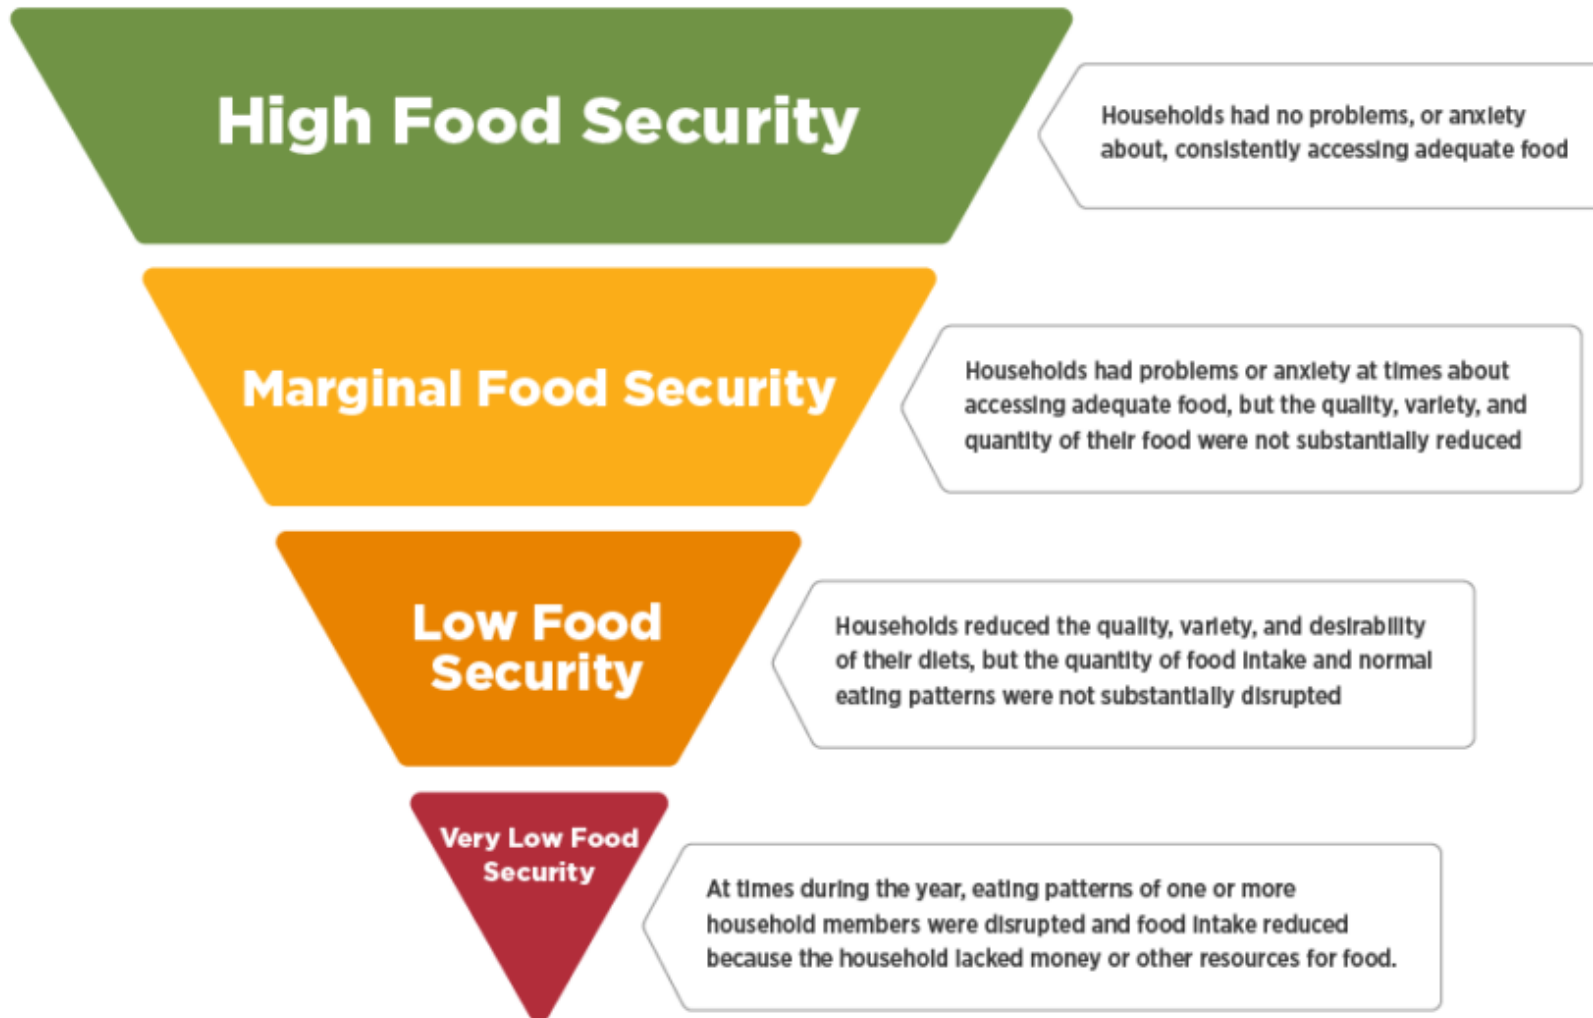 High Food Security
Households had no problems, or anxiety
about, consistently accessing adequate food
Marginal Food Security
Households had problems or anxiety at times about
accessing adequate food, but the quality, variety, and
quantity of their food were not substantially reduced
Low Food
Security
Households reduced the quality, variety, and desirability
of their diets, but the quantity of food intake and normal
eating patterns were not substantially disrupted
Very Low Food
Security
At times during the year, eating patterns of one or more
household members were disrupted and food intake reduced
because the household lacked money or other resources for food.